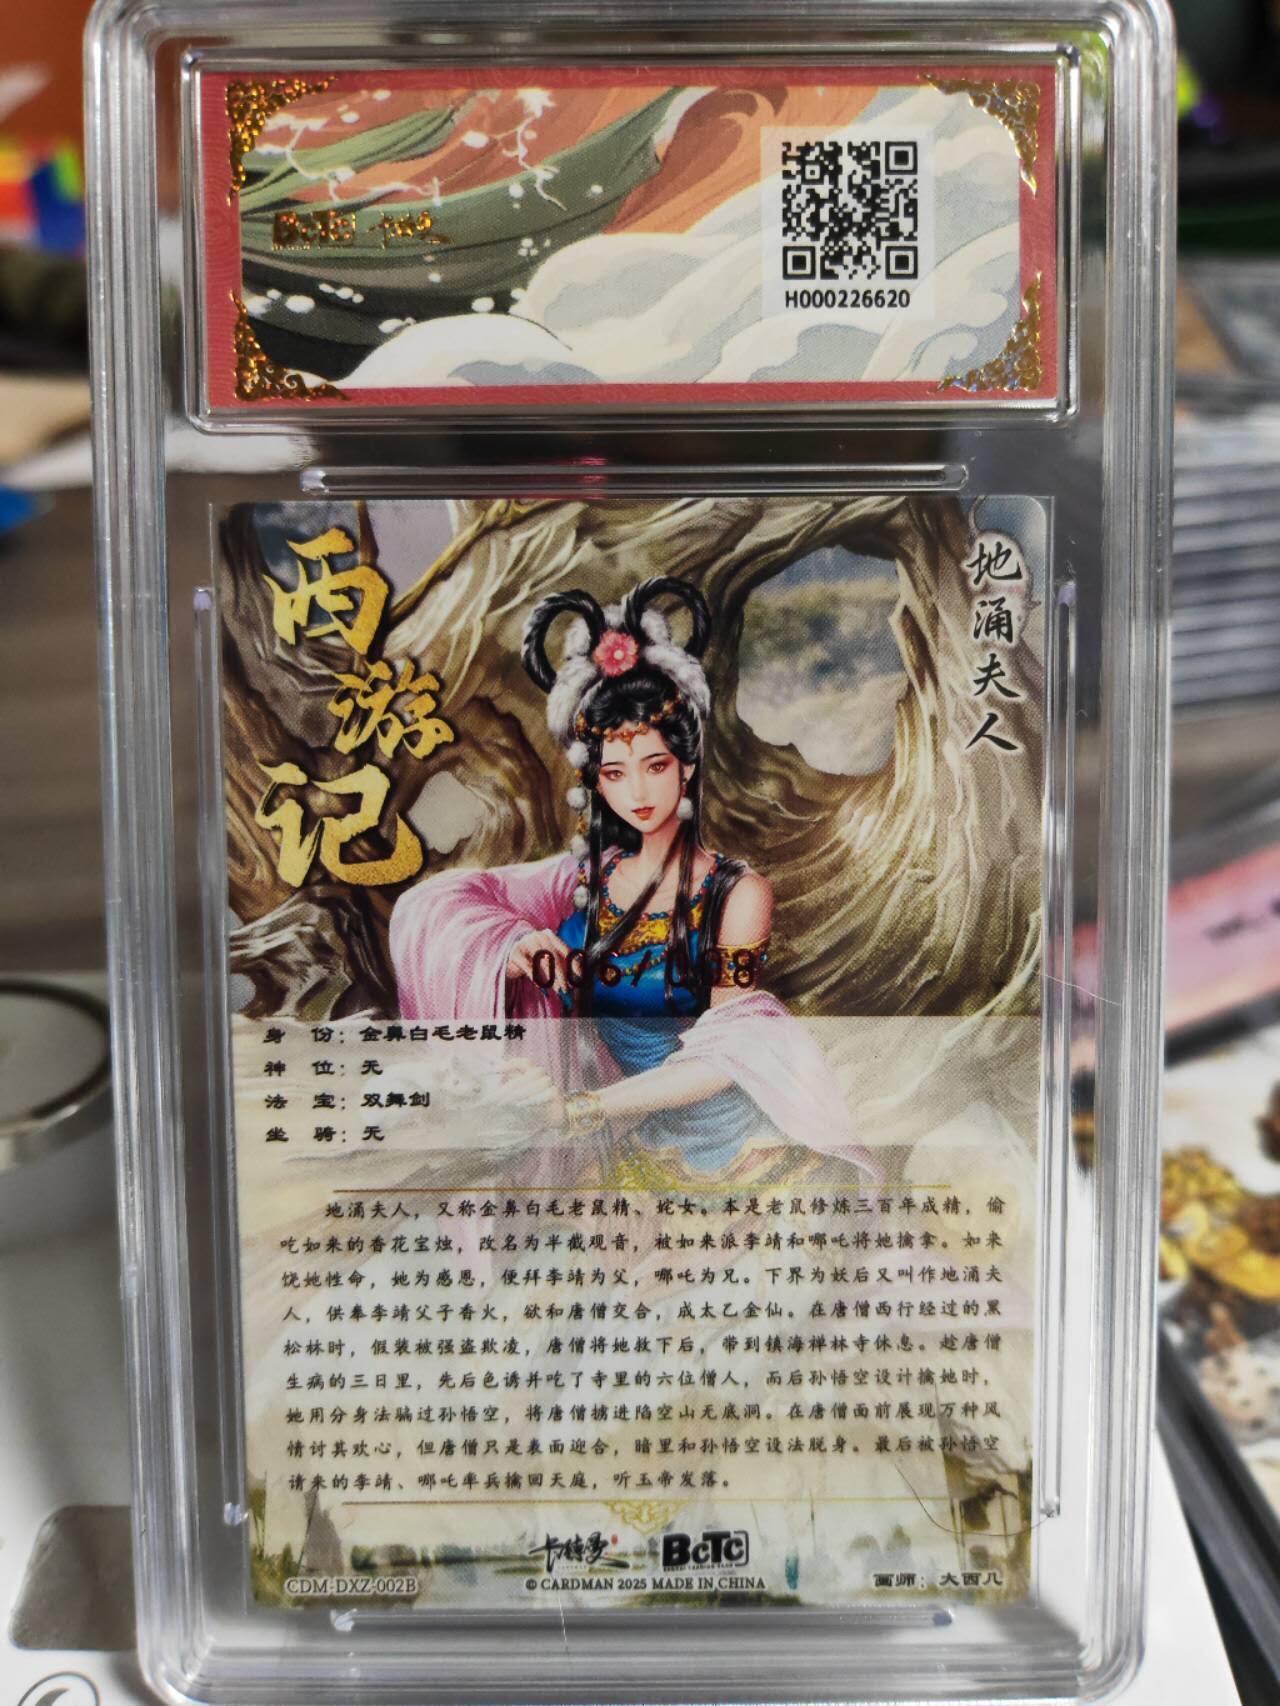 BCTC 卡德曼
H000226620
西游记
地涌夫人
006/008
身 份：金鼻白毛老鼠精
神 位：无
法 宝：双舞剑
坐 骑：无
地涌夫人，又称金鼻白毛老鼠精、姹女。本是老鼠修炼三百年成精，偷
吃如来的香花宝烛，改名为半截观音，被如来派李靖和哪吒将她擒拿。如来
饶她性命，她为感恩，便拜李靖为父，哪吒为兄。下界为妖后又叫作地涌夫
人，供奉李靖父子香火，欲和唐僧交合，成太乙金仙。在唐僧西行经过的黑
松林时，假装被强盗欺凌，唐僧将她救下后，带到镇海禅林寺休息。趁唐僧
生病的三日里，先后色诱并吃了寺里的六位僧人，而后孙悟空设计擒她时，
她用分身法骗过孙悟空，将唐僧掳进陷空山无底洞。在唐僧面前展现万种风
情讨其欢心，但唐僧只是表面迎合，暗里和孙悟空设法脱身。最后被孙悟空
请来的李靖、哪吒率兵擒回天庭，听玉帝发落。
卡德曼 BCTC
CDM-DXZ-002B
© CARDMAN 2025 MADE IN CHINA
画师：大西几